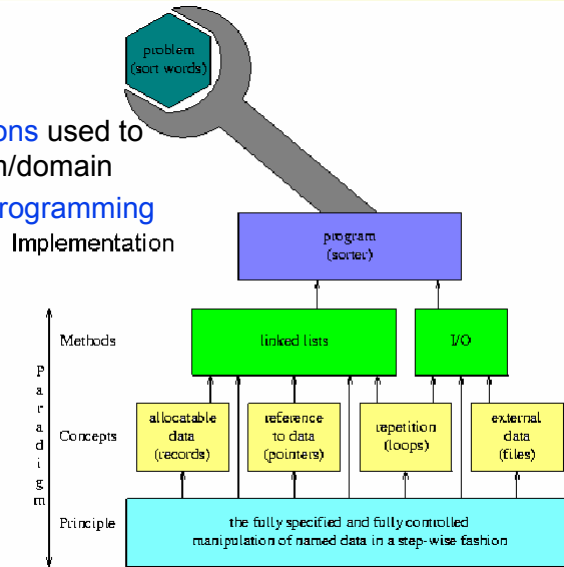 problem
(sort words)
ons used to
n/domain
rogramming
Implementation
program
(sorter)
Methods
linked lists
I/O
paradigm
Concepts
allocatable
data
(records)
reference
to data
(pointers)
repetition
(loops)
external
data
(files)
Principle
the fully specified and fully controlled
manipulation of named data in a step-wise fashion